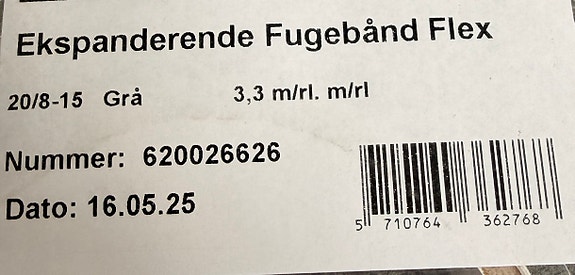 Ekspanderende Fugebånd Flex
20/8-15 Grå 3,3 m/rl. m/rl
Nummer: 620026626
Dato: 16.05.25
5 710764 362768